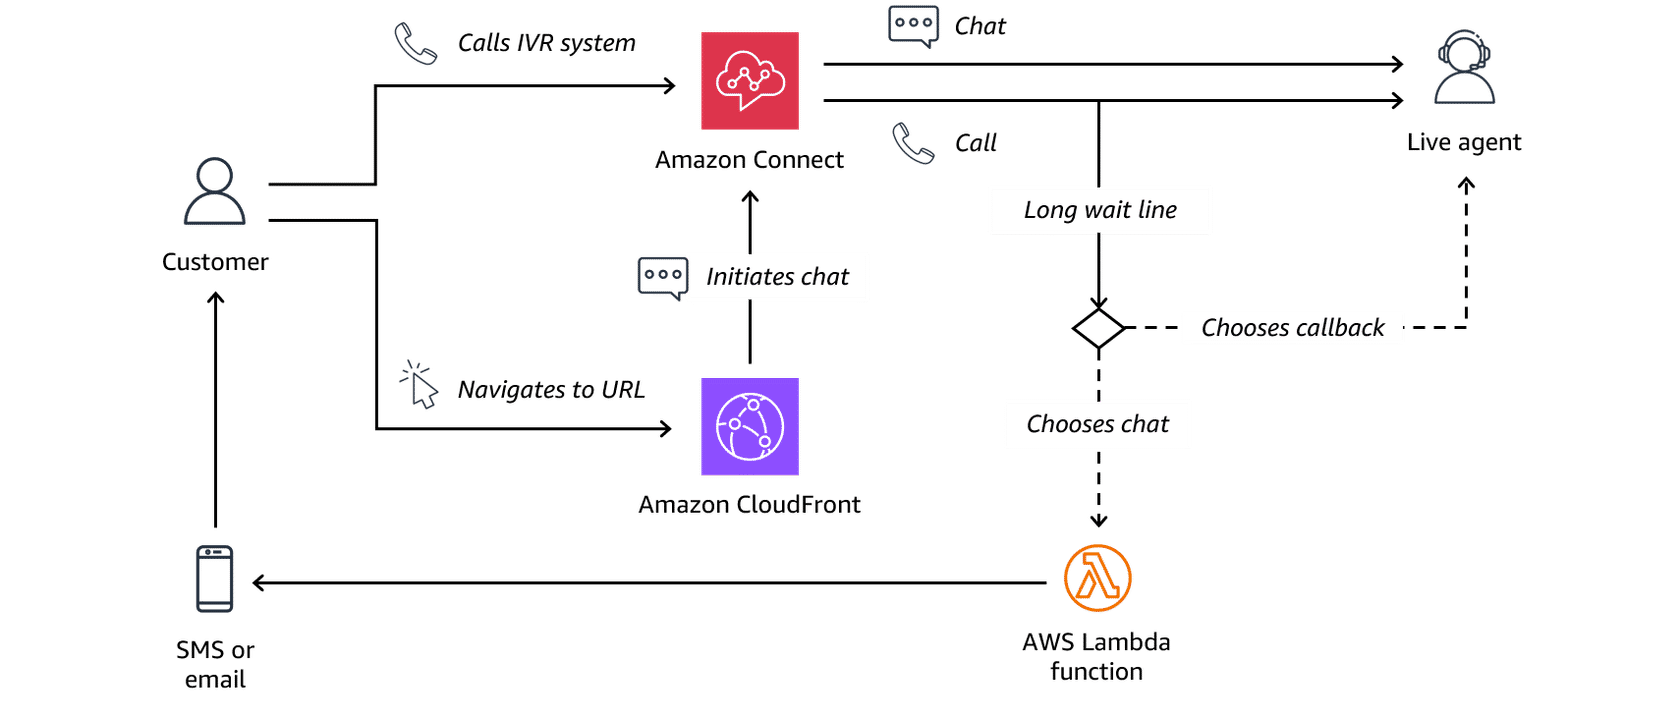 Chat
Calls IVR system
Amazon Connect
Call
Live agent
Long wait line
Customer
Initiates chat
Chooses callback
Navigates to URL
Chooses chat
Amazon CloudFront
SMS or
email
AWS Lambda
function